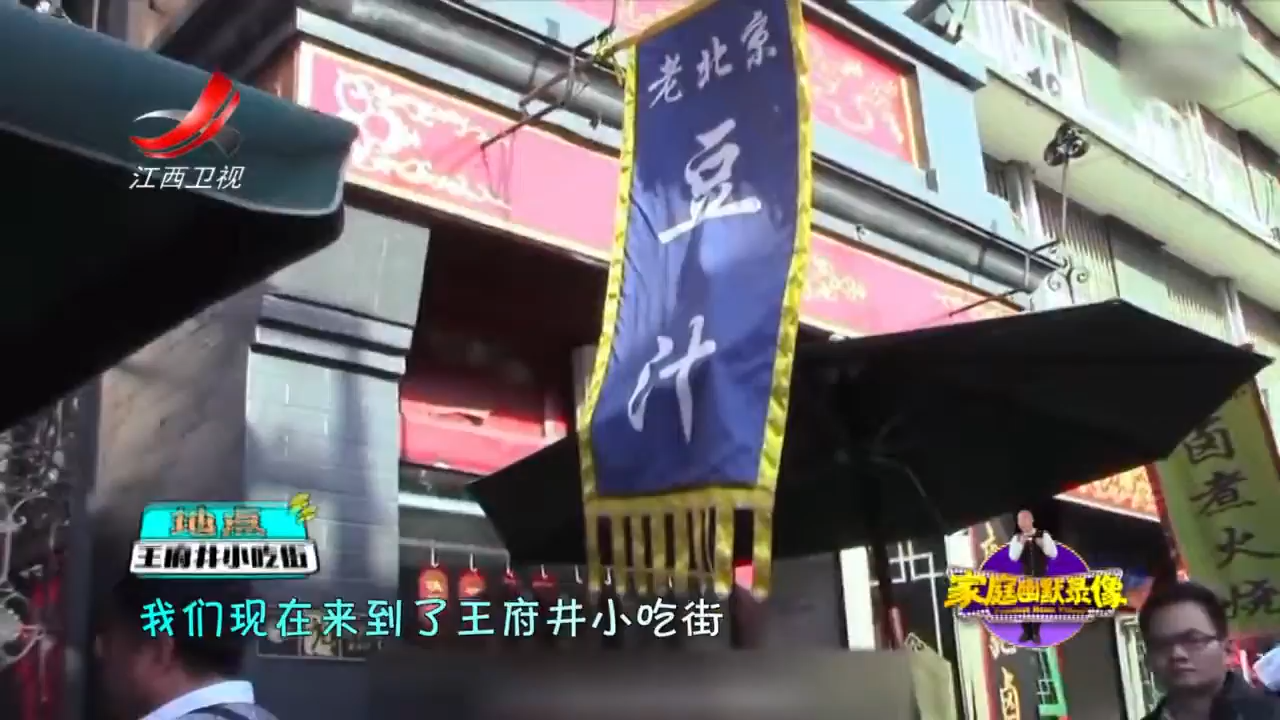 江西卫视
老北京
豆汁
卤煮火烧
地点
王府井小吃街
家庭幽默录像
我们现在来到了王府井小吃街